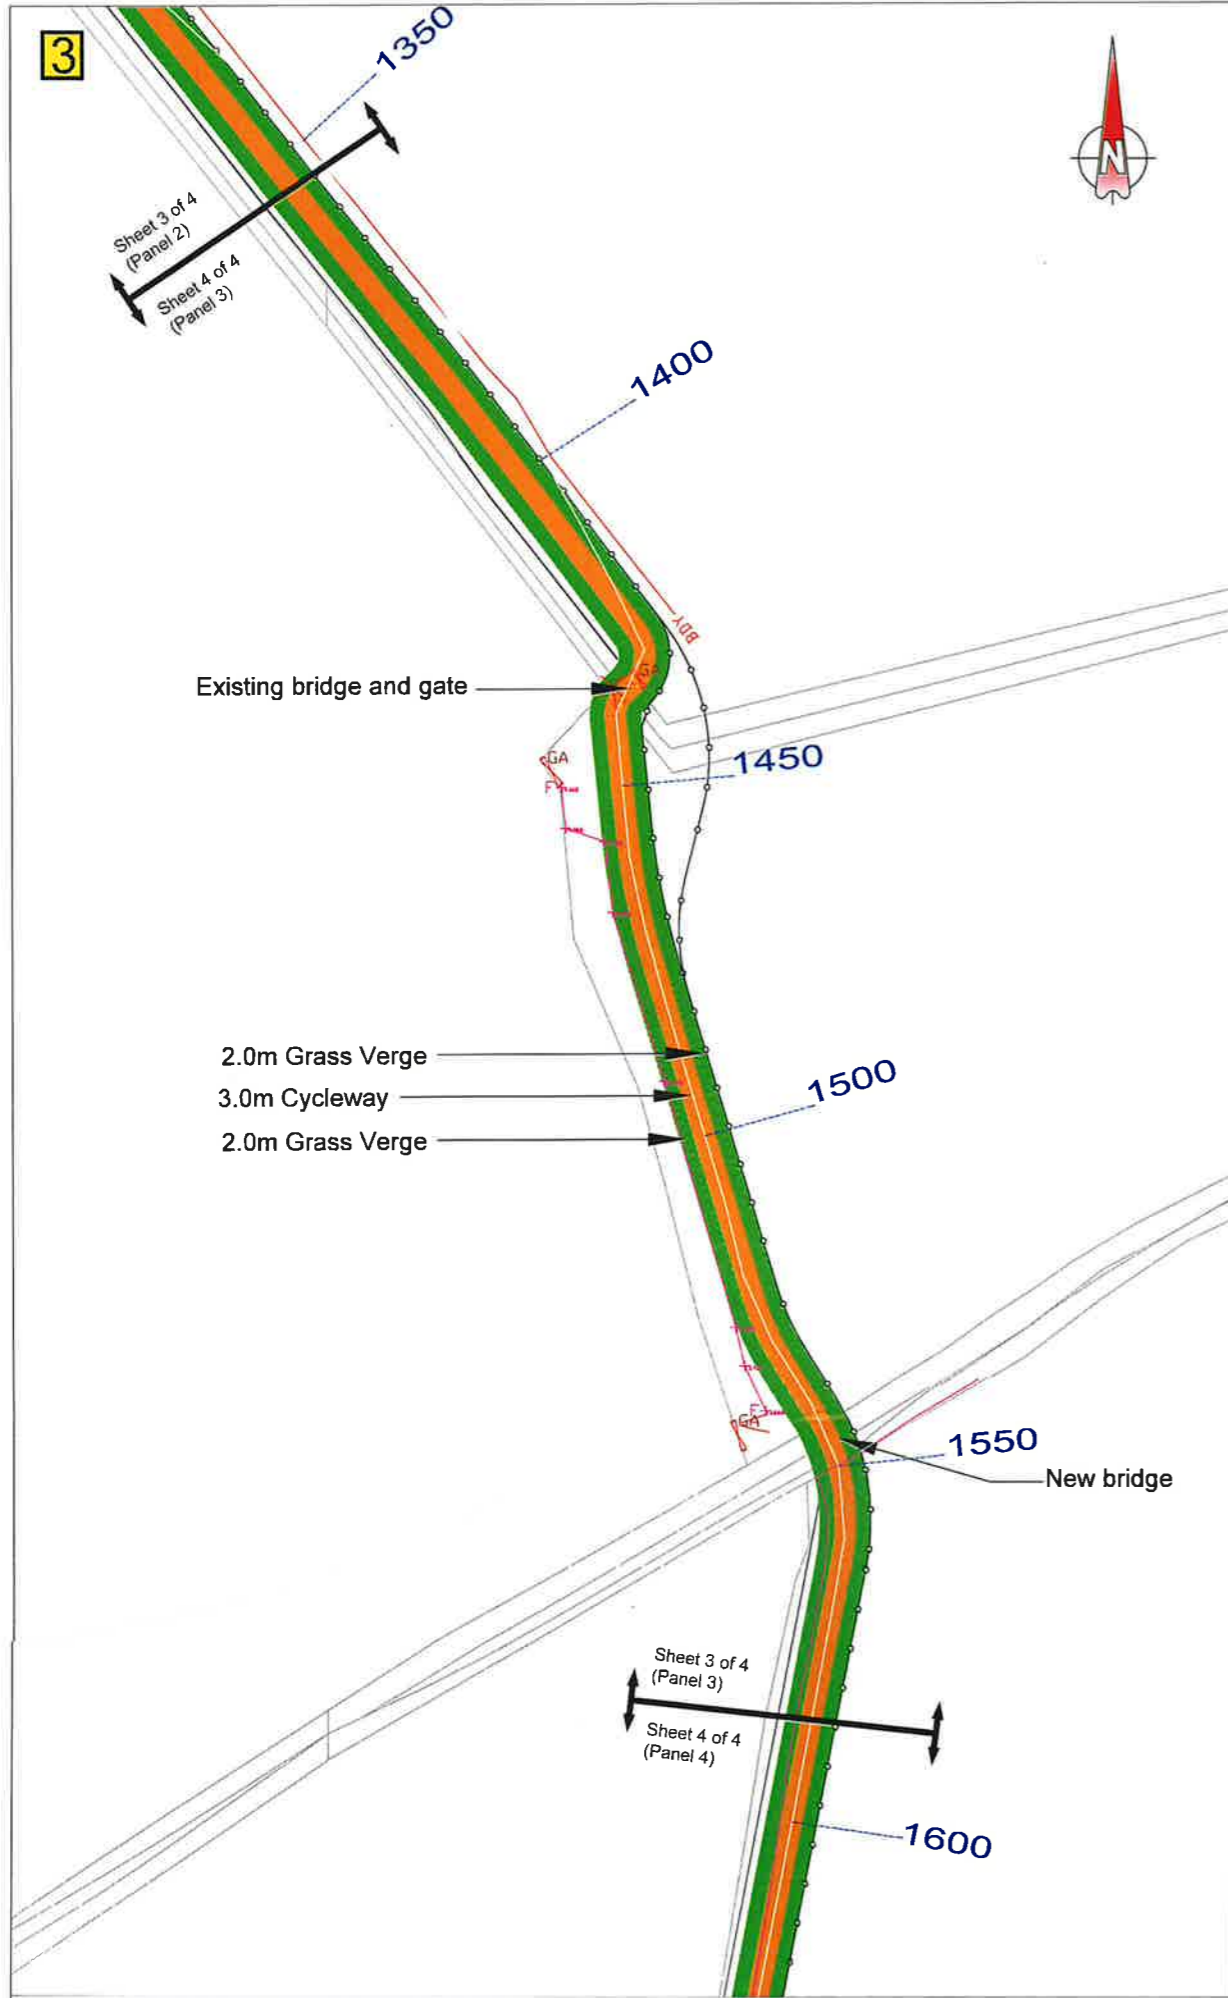 3
1350
N
Sheet 3 of 4
(Panel 2)
Sheet 4 of 4
(Panel 3)
1400
BDY
Existing bridge and gate
GA
1450
F
2.0m Grass Verge
3.0m Cycleway
2.0m Grass Verge
1500
GA
1550
New bridge
Sheet 3 of 4
(Panel 3)
Sheet 4 of 4
(Panel 4)
1600